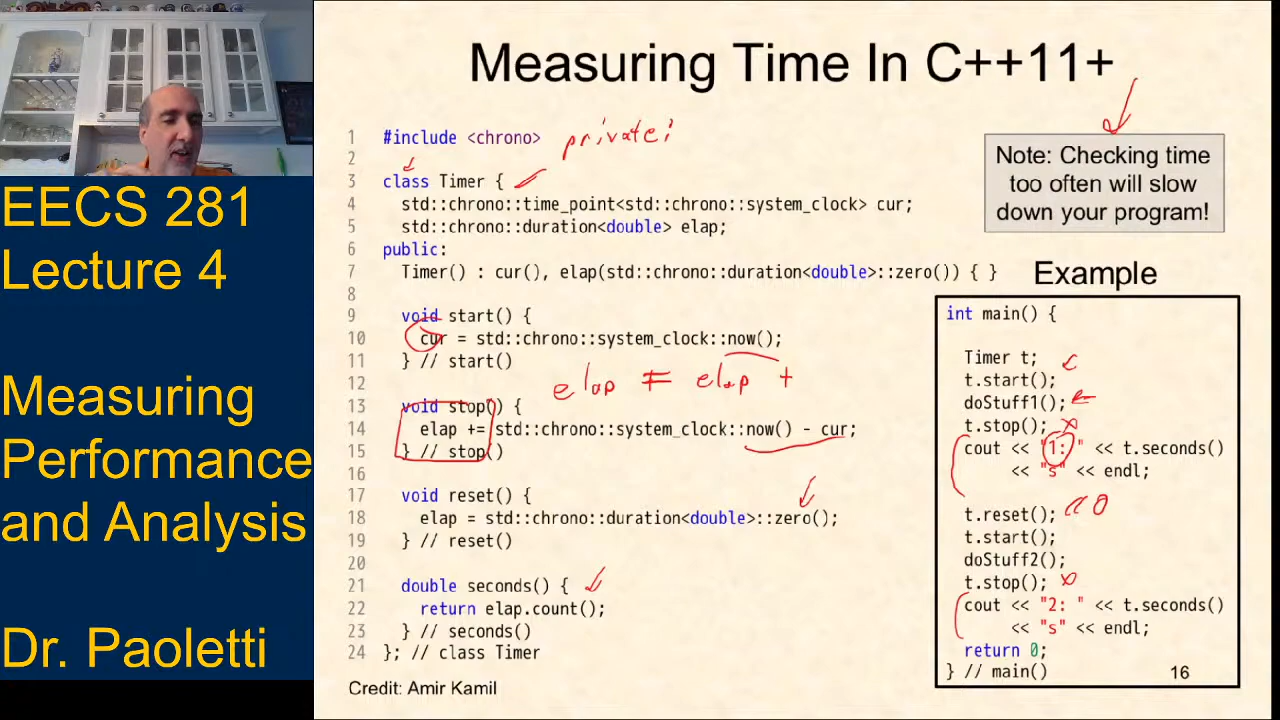 Measuring Time In C++11+
1 #include <chrono> private:
2
3 class Timer {
4 std::chrono::time_point<std::chrono::system_clock> cur;
5 std::chrono::duration<double> elap;
6 public:
7 Timer() : cur(), elap(std::chrono::duration<double>::zero()) { }
8
9 void start() {
10 cur = std::chrono::system_clock::now();
11 } // start()
12
elap = elap +
13 void stop() {
14 elap += std::chrono::system_clock::now() - cur;
15 } // stop()
16
17 void reset() {
18 elap = std::chrono::duration<double>::zero();
19 } // reset()
20
21 double seconds() {
22 return elap.count();
23 } // seconds()
24 }; // class Timer
Credit: Amir Kamil
Note: Checking time
too often will slow
down your program!
Example
int main() {
Timer t;
t.start();
doStuff1();
t.stop();
cout << "1: " << t.seconds()
<< "s" << endl;
t.reset(); 0
t.start();
doStuff2();
t.stop();
cout << "2: " << t.seconds()
<< "s" << endl;
return 0;
} // main()
16
EECS 281
Lecture 4
Measuring
Performance
and Analysis
Dr. Paoletti